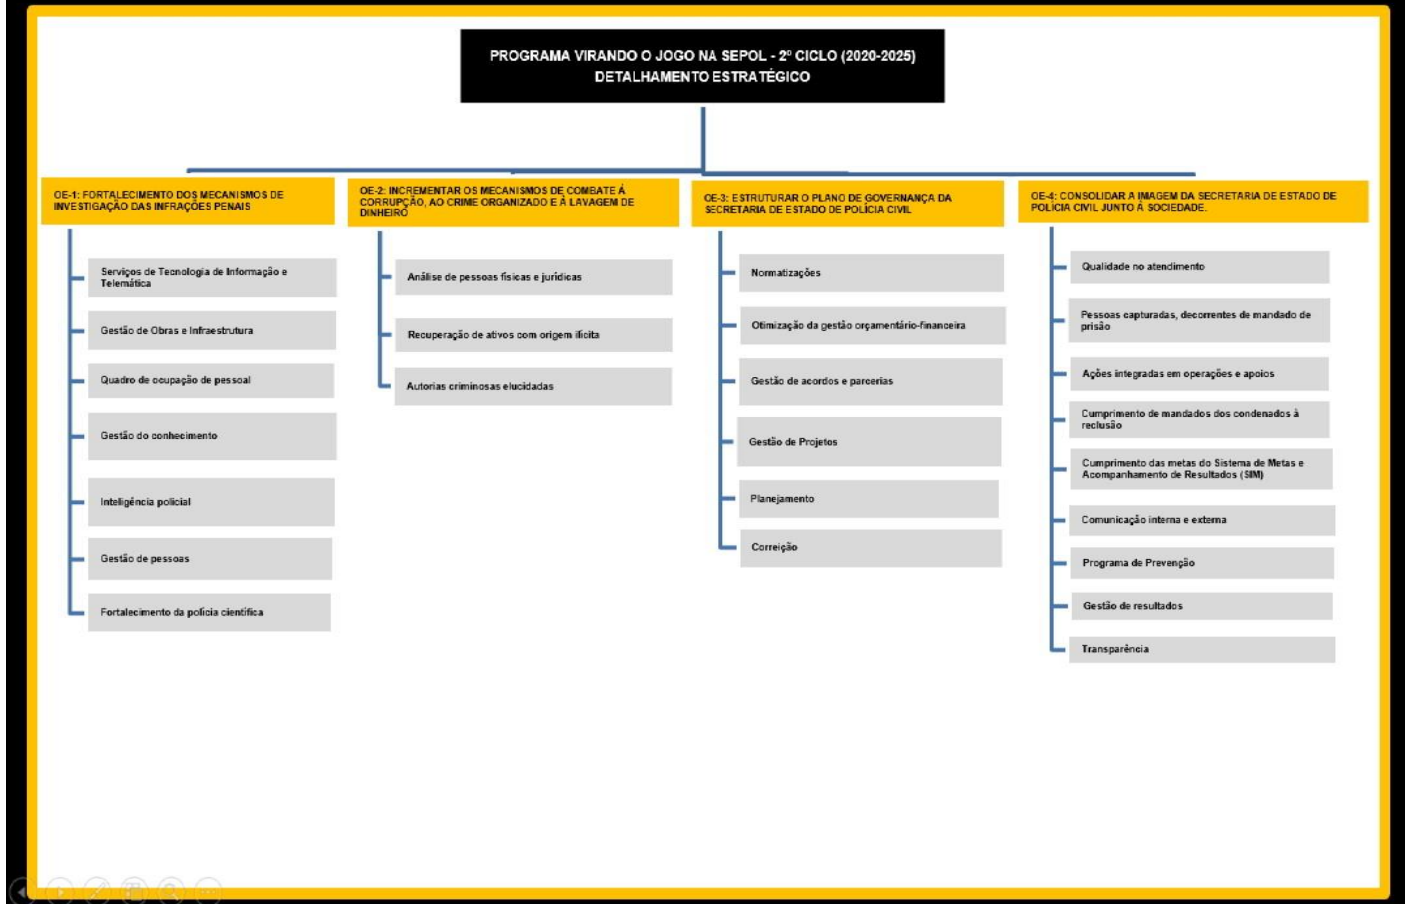 PROGRAMA VIRANDO O JOGO NA SEPOL - 2º CICLO (2020-2025)
DETALHAMENTO ESTRATÉGICO
OE-1: FORTALECIMENTO DOS MECANISMOS DE
INVESTIGAÇÃO DAS INFRAÇÕES PENAIS
Serviços de Tecnologia de Informação e
Telemática
Gestão de Obras e Infraestrutura
Quadro de ocupação de pessoal
Gestão do conhecimento
Inteligência policial
Gestão de pessoas
Fortalecimento da polícia científica
OE-2: INCREMENTAR OS MECANISMOS DE COMBATE À
CORRUPÇÃO, AO CRIME ORGANIZADO E À LAVAGEM DE
DINHEIRO
Análise de pessoas físicas e jurídicas
Recuperação de ativos com origem ilícita
Autorias criminosas elucidadas
OE-3: ESTRUTURAR O PLANO DE GOVERNANÇA DA
SECRETARIA DE ESTADO DE POLÍCIA CIVIL
Normatizações
Otimização da gestão orçamentário-financeira
Gestão de acordos e parcerias
Gestão de Projetos
Planejamento
Correição
OE-4: CONSOLIDAR A IMAGEM DA SECRETARIA DE ESTADO DE
POLÍCIA CIVIL JUNTO À SOCIEDADE.
Qualidade no atendimento
Pessoas capturadas, decorrentes de mandado de
prisão
Ações integradas em operações e apoios
Cumprimento de mandados dos condenados à
reclusão
Cumprimento das metas do Sistema de Metas e
Acompanhamento de Resultados (SIM)
Comunicação interna e externa
Programa de Prevenção
Gestão de resultados
Transparência